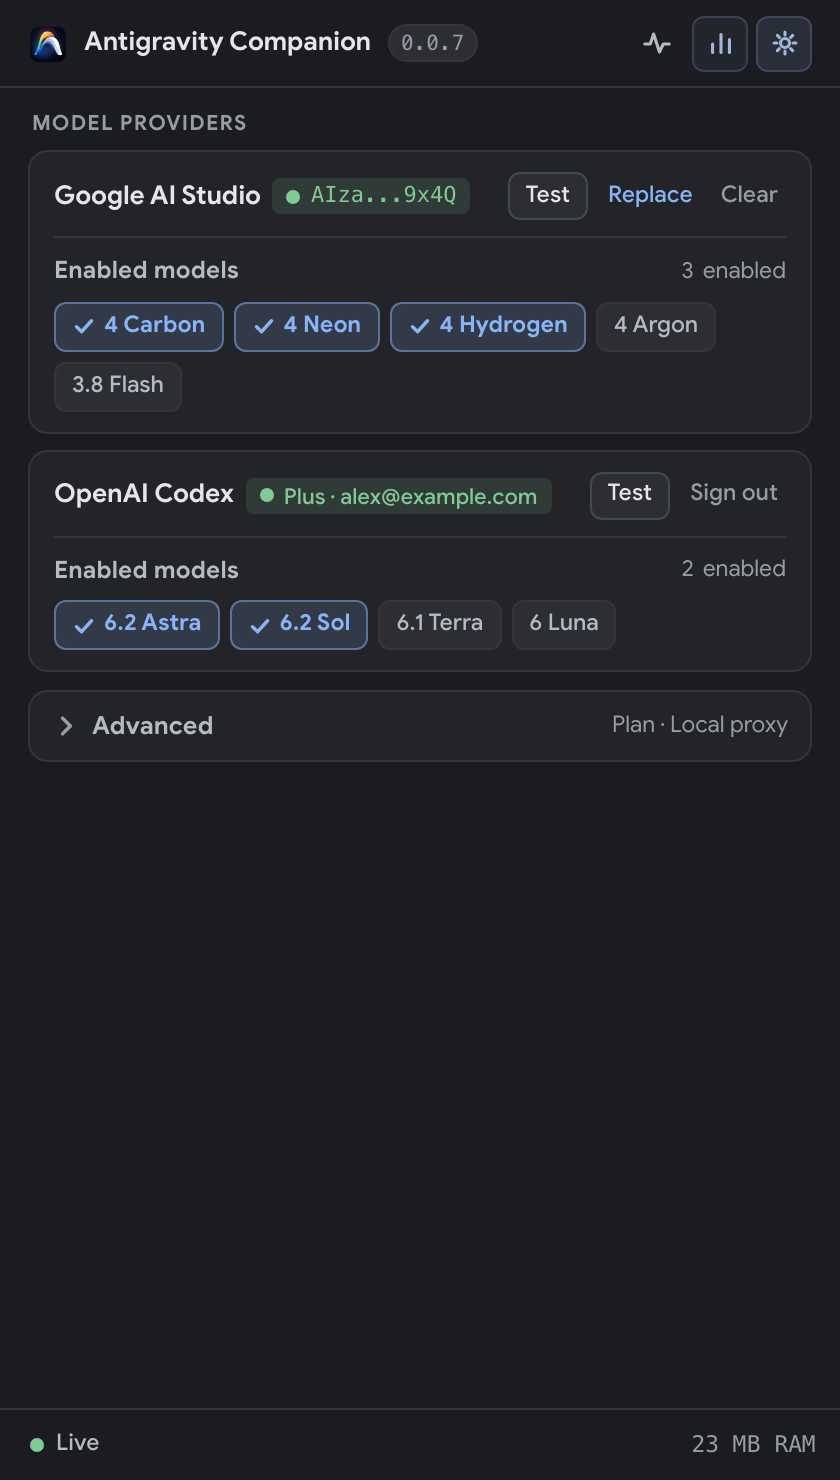 Antigravity Companion 0.0.7
MODEL PROVIDERS
Google AI Studio AIza...9x4Q Test Replace Clear
Enabled models 3 enabled
4 Carbon 4 Neon 4 Hydrogen 4 Argon
3.8 Flash
OpenAI Codex Plus · alex@example.com Test Sign out
Enabled models 2 enabled
6.2 Astra 6.2 Sol 6.1 Terra 6 Luna
Advanced Plan · Local proxy
Live 23 MB RAM